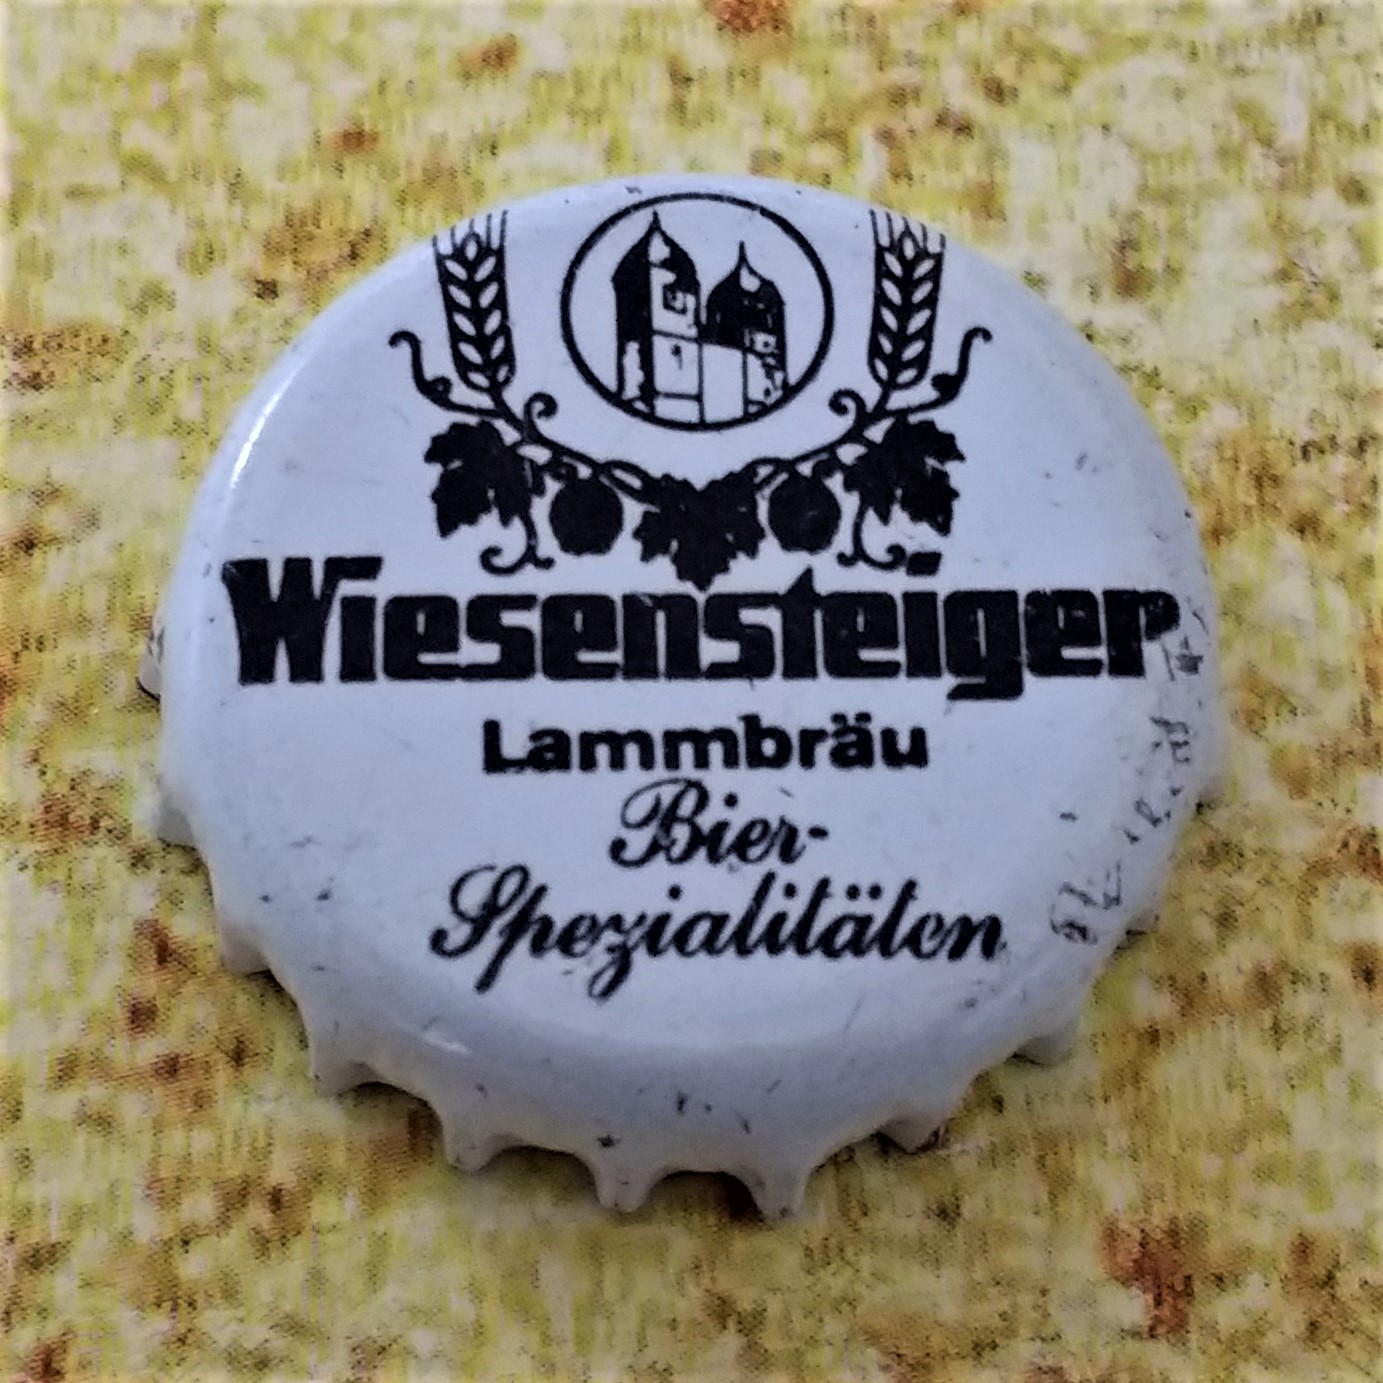 Wiesensteiger
Lammbräu
Bier-
Spezialitäten